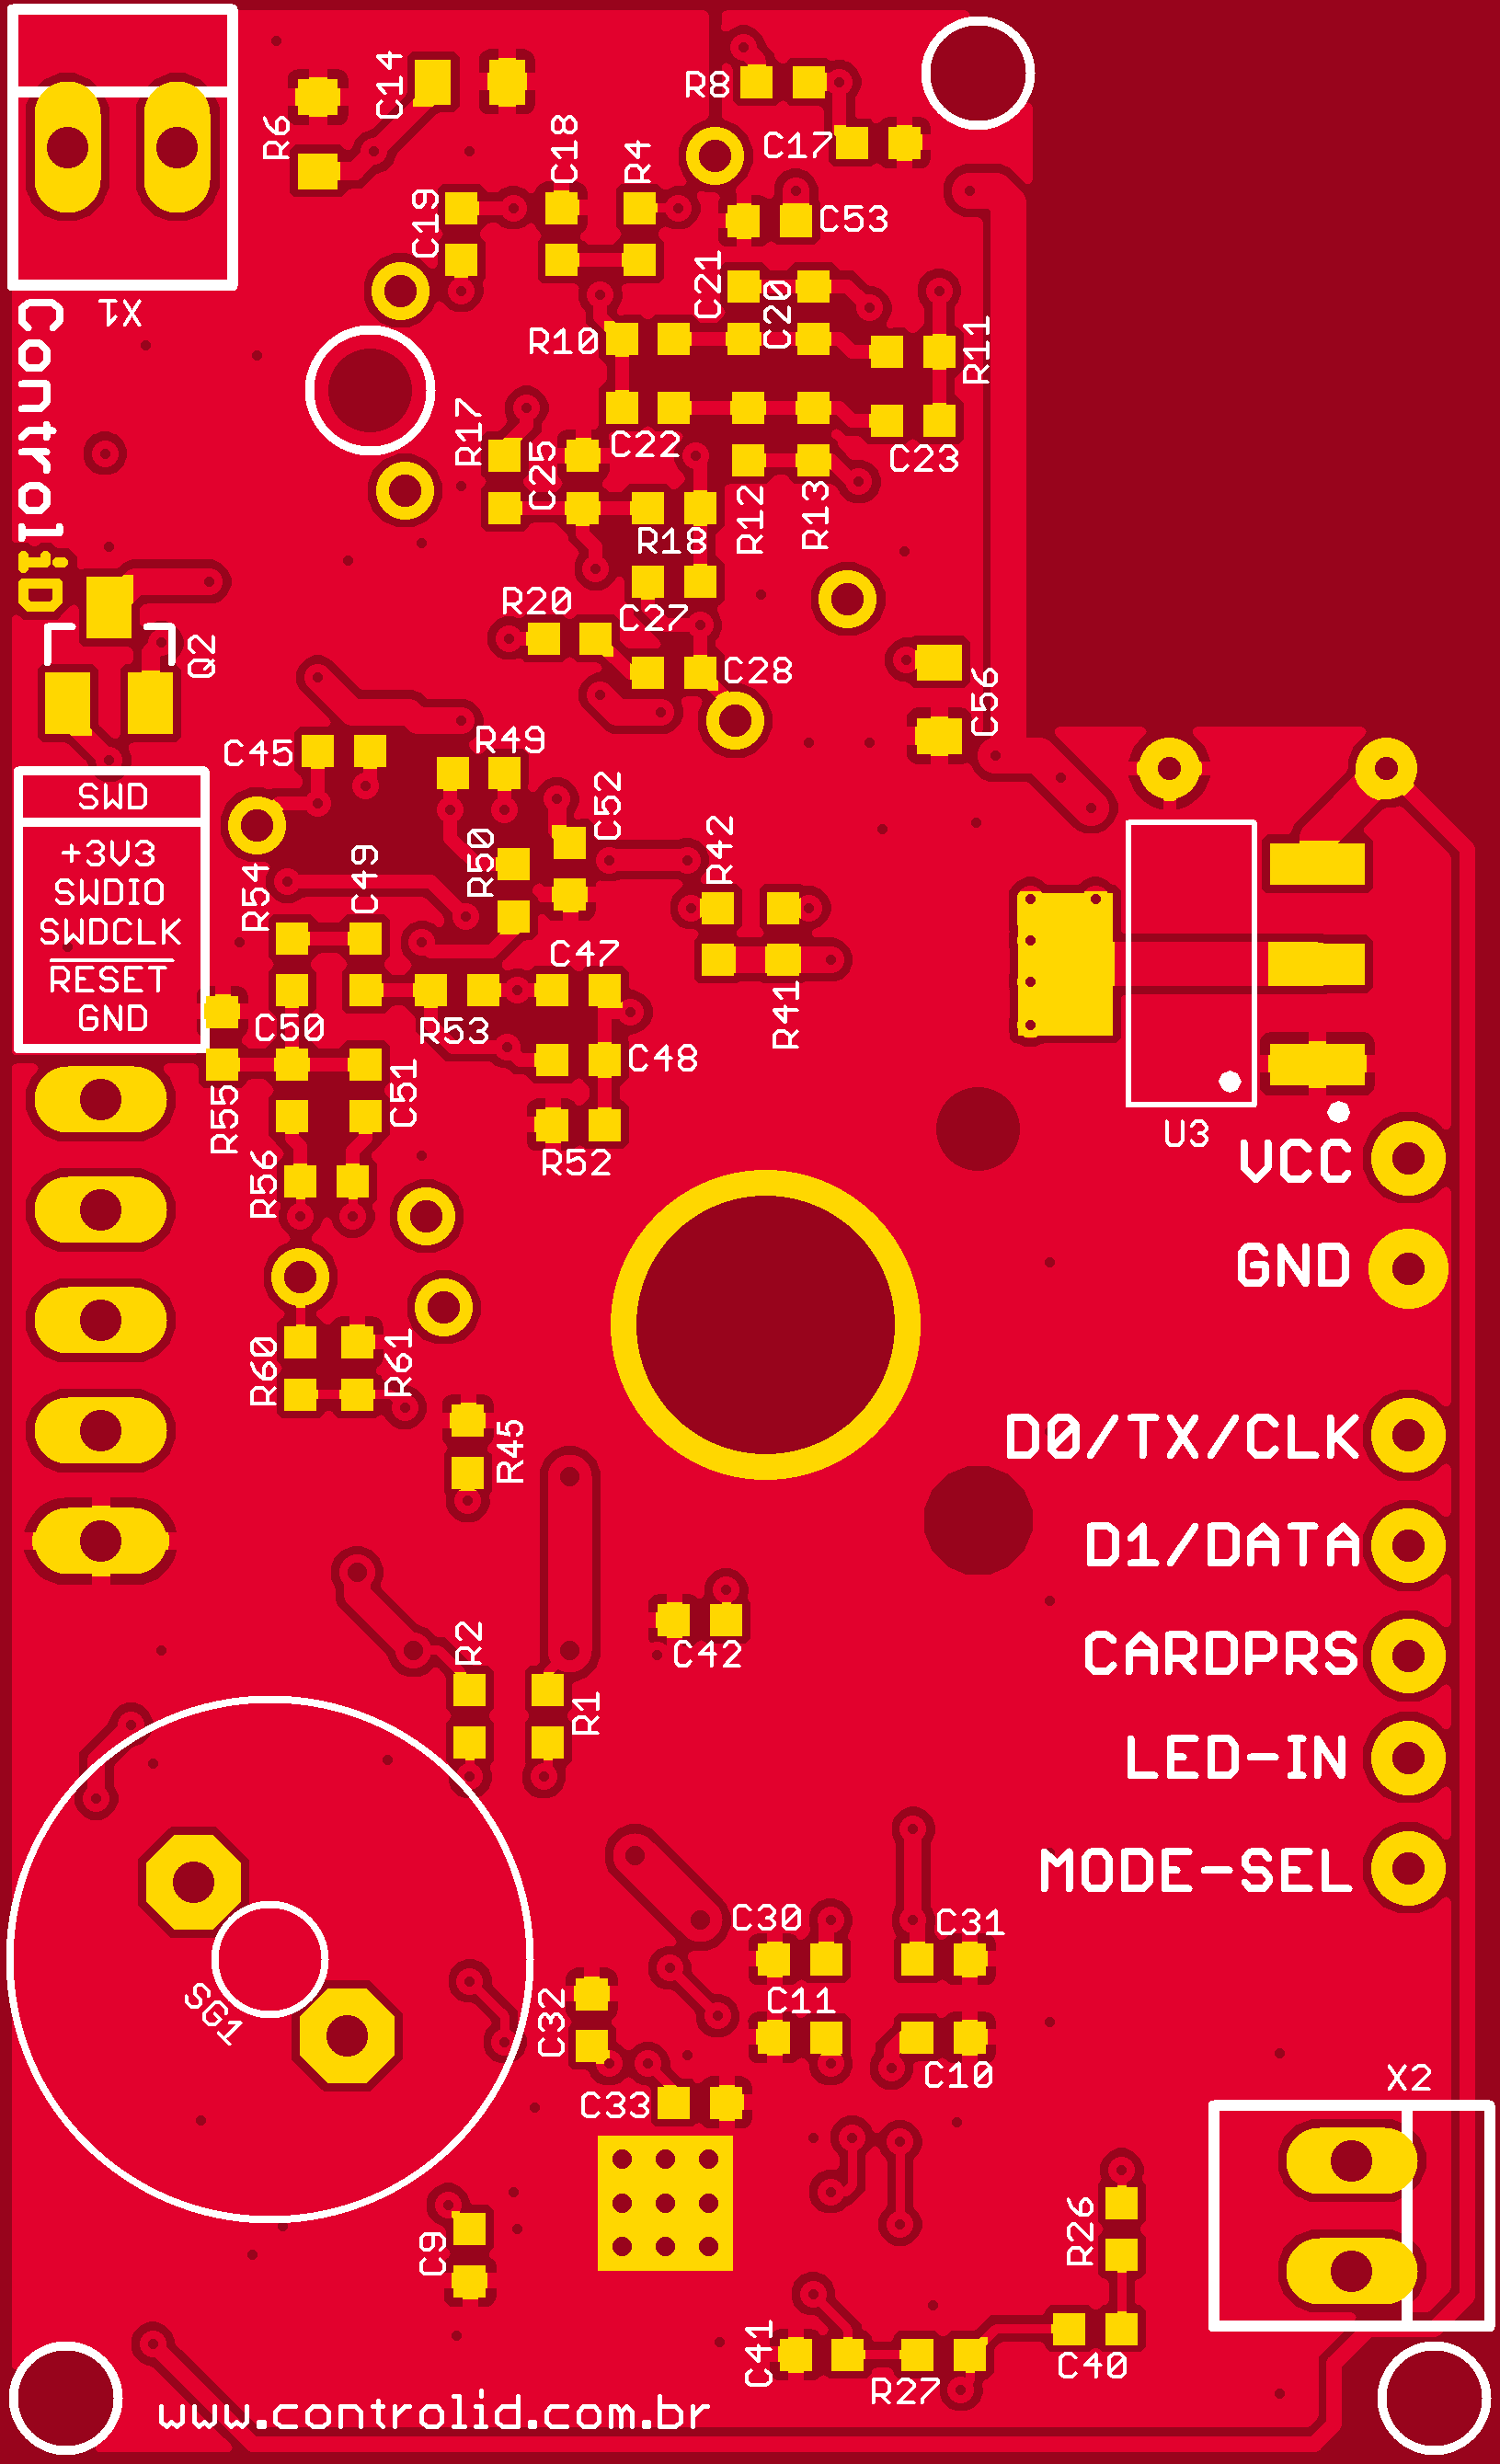 C14
R8
R6
C17
C18
R4
C19
C53
C21
C20
X1
R10
R11
ControliD
R17
C22
C25
C23
R12
R13
R18
R20
C27
Q2
C28
C56
C45
R49
SWD
C52
+3V3
SWDIO
SWDCLK
RESET
GND
R54
C49
R50
R42
C47
R41
C50
R53
C48
R55
C51
R52
U3
VCC
R56
GND
R60
R61
D0/TX/CLK
R45
D1/DATA
R2
C42
CARDPRS
R1
LED-IN
MODE-SEL
C30
C31
SG1
C32
C11
C10
X2
C33
C9
R26
C41
R27
C40
www.controlid.com.br